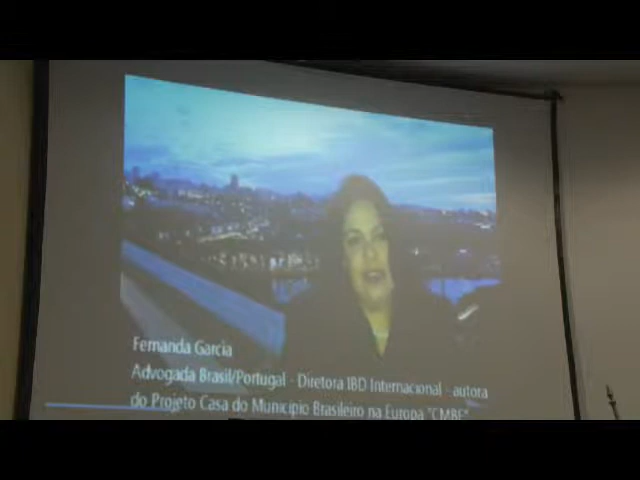 Fernanda Garcia
Advogada Brasil/Portugal - Diretora IBD Internacional - autora
do Projeto Casa do Município Brasileiro na Europa "CMBE"